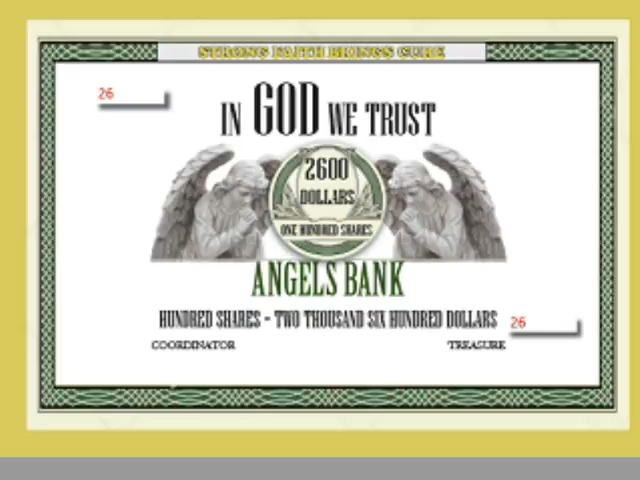 STRONG FAITH BRINGS CURE
26
IN GOD WE TRUST
2600
DOLLARS
ONE HUNDRED SHARES
ANGELS BANK
HUNDRED SHARES - TWO THOUSAND SIX HUNDRED DOLLARS
26
COORDINATOR
TREASURE